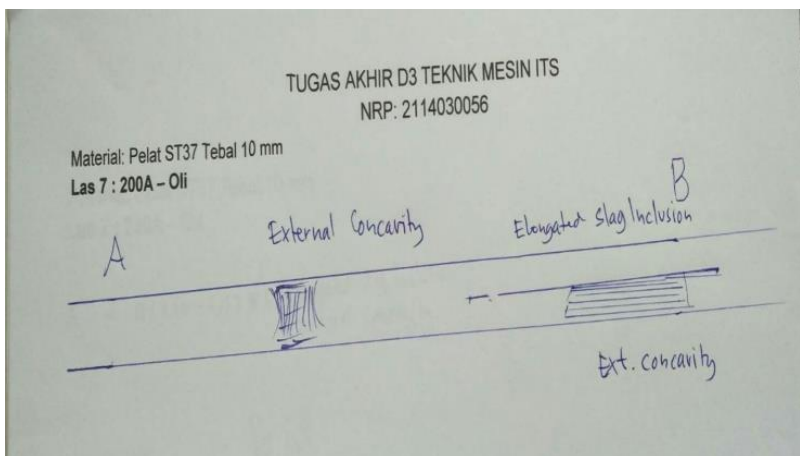 TUGAS AKHIR D3 TEKNIK MESIN ITS
NRP: 2114030056
Material: Pelat ST37 Tebal 10 mm
Las 7 : 200A – Oli
A
External Concavity
Elongated Slag Inclusion
B
Ext. concavity